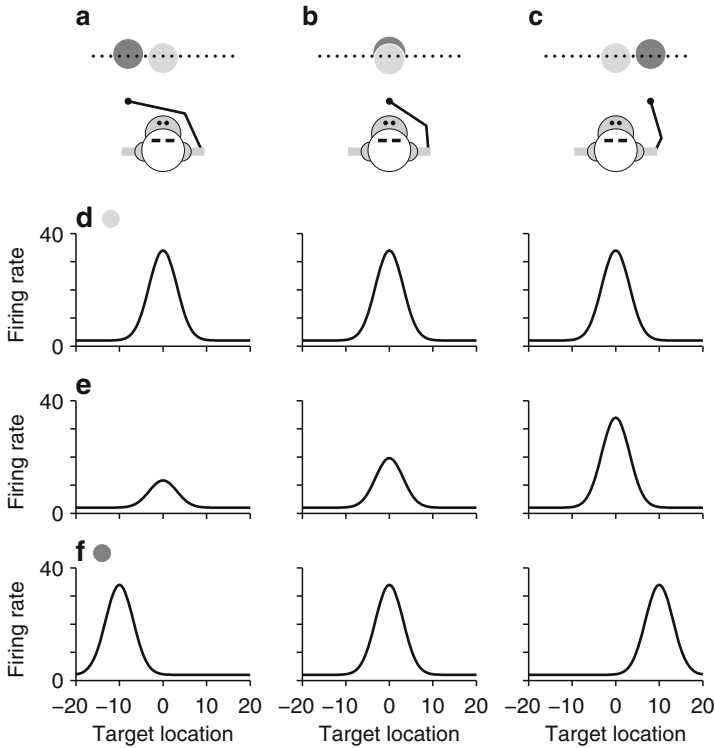 a b c
d
40
Firing rate
0
e
40
Firing rate
0
f
40
Firing rate
0
−20 −10 0 10 20 −20 −10 0 10 20 −20 −10 0 10 20
Target location Target location Target location